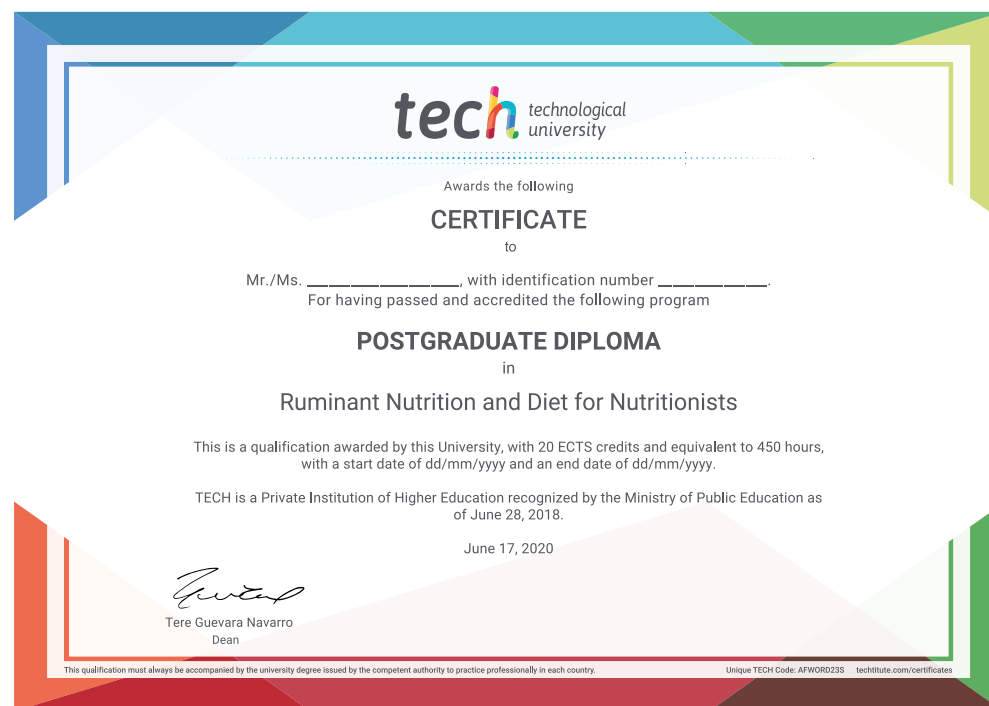 tech technological
university
Awards the following
CERTIFICATE
to
Mr./Ms. __________________, with identification number _____________.
For having passed and accredited the following program
POSTGRADUATE DIPLOMA
in
Ruminant Nutrition and Diet for Nutritionists
This is a qualification awarded by this University, with 20 ECTS credits and equivalent to 450 hours,
with a start date of dd/mm/yyyy and an end date of dd/mm/yyyy.
TECH is a Private Institution of Higher Education recognized by the Ministry of Public Education as
of June 28, 2018.
June 17, 2020
Tere Guevara Navarro
Dean
This qualification must always be accompanied by the university degree issued by the competent authority to practice professionally in each country.
Unique TECH Code: AFWORD23S techtitute.com/certificates